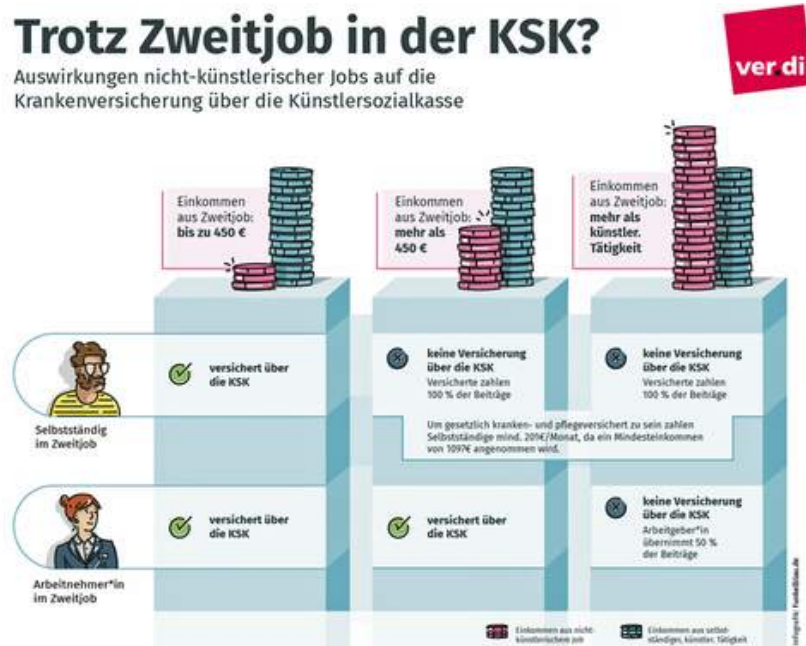 Trotz Zweitjob in der KSK?
Auswirkungen nicht-künstlerischer Jobs auf die
Krankenversicherung über die Künstlersozialkasse
ver.di
Einkommen
aus Zweitjob:
bis zu 450 €
Einkommen
aus Zweitjob:
mehr als
450 €
Einkommen
aus Zweitjob:
mehr als
künstler.
Tätigkeit
Selbstständig
im Zweitjob
versichert über
die KSK
keine Versicherung
über die KSK
Versicherte zahlen
100 % der Beiträge
keine Versicherung
über die KSK
Versicherte zahlen
100 % der Beiträge
Um gesetzlich kranken- und pflegeversichert zu sein zahlen
Selbstständige mind. 201€/Monat, da ein Mindesteinkommen
von 1097€ angenommen wird.
Arbeitnehmer*in
im Zweitjob
versichert über
die KSK
versichert über
die KSK
keine Versicherung
über die KSK
Arbeitgeber*in
übernimmt 50 %
der Beiträge
Einkommen aus nicht-
künstlerischem Job
Einkommen aus selbst-
ständiger, künstler. Tätigkeit
Infografik: Funkelblau.de